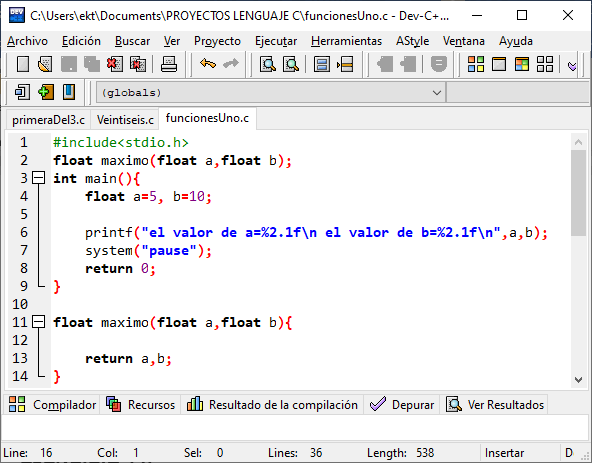 C:\Users\ekt\Documents\PROYECTOS LENGUAJE C\funcionesUno.c - Dev-C+...
Archivo Edición Buscar Ver Proyecto Ejecutar Herramientas AStyle Ventana Ayuda
(globals)
primeraDel3.c Veintiseis.c funcionesUno.c
1 #include<stdio.h>
2 float maximo(float a,float b);
3 int main(){
4 float a=5, b=10;
5
6 printf("el valor de a=%2.1f\n el valor de b=%2.1f\n",a,b);
7 system("pause");
8 return 0;
9 }
10
11 float maximo(float a,float b){
12
13 return a,b;
14 }
Compilador Recursos Resultado de la compilación Depurar Ver Resultados
Line: 16 Col: 1 Sel: 0 Lines: 36 Length: 538 Insertar D